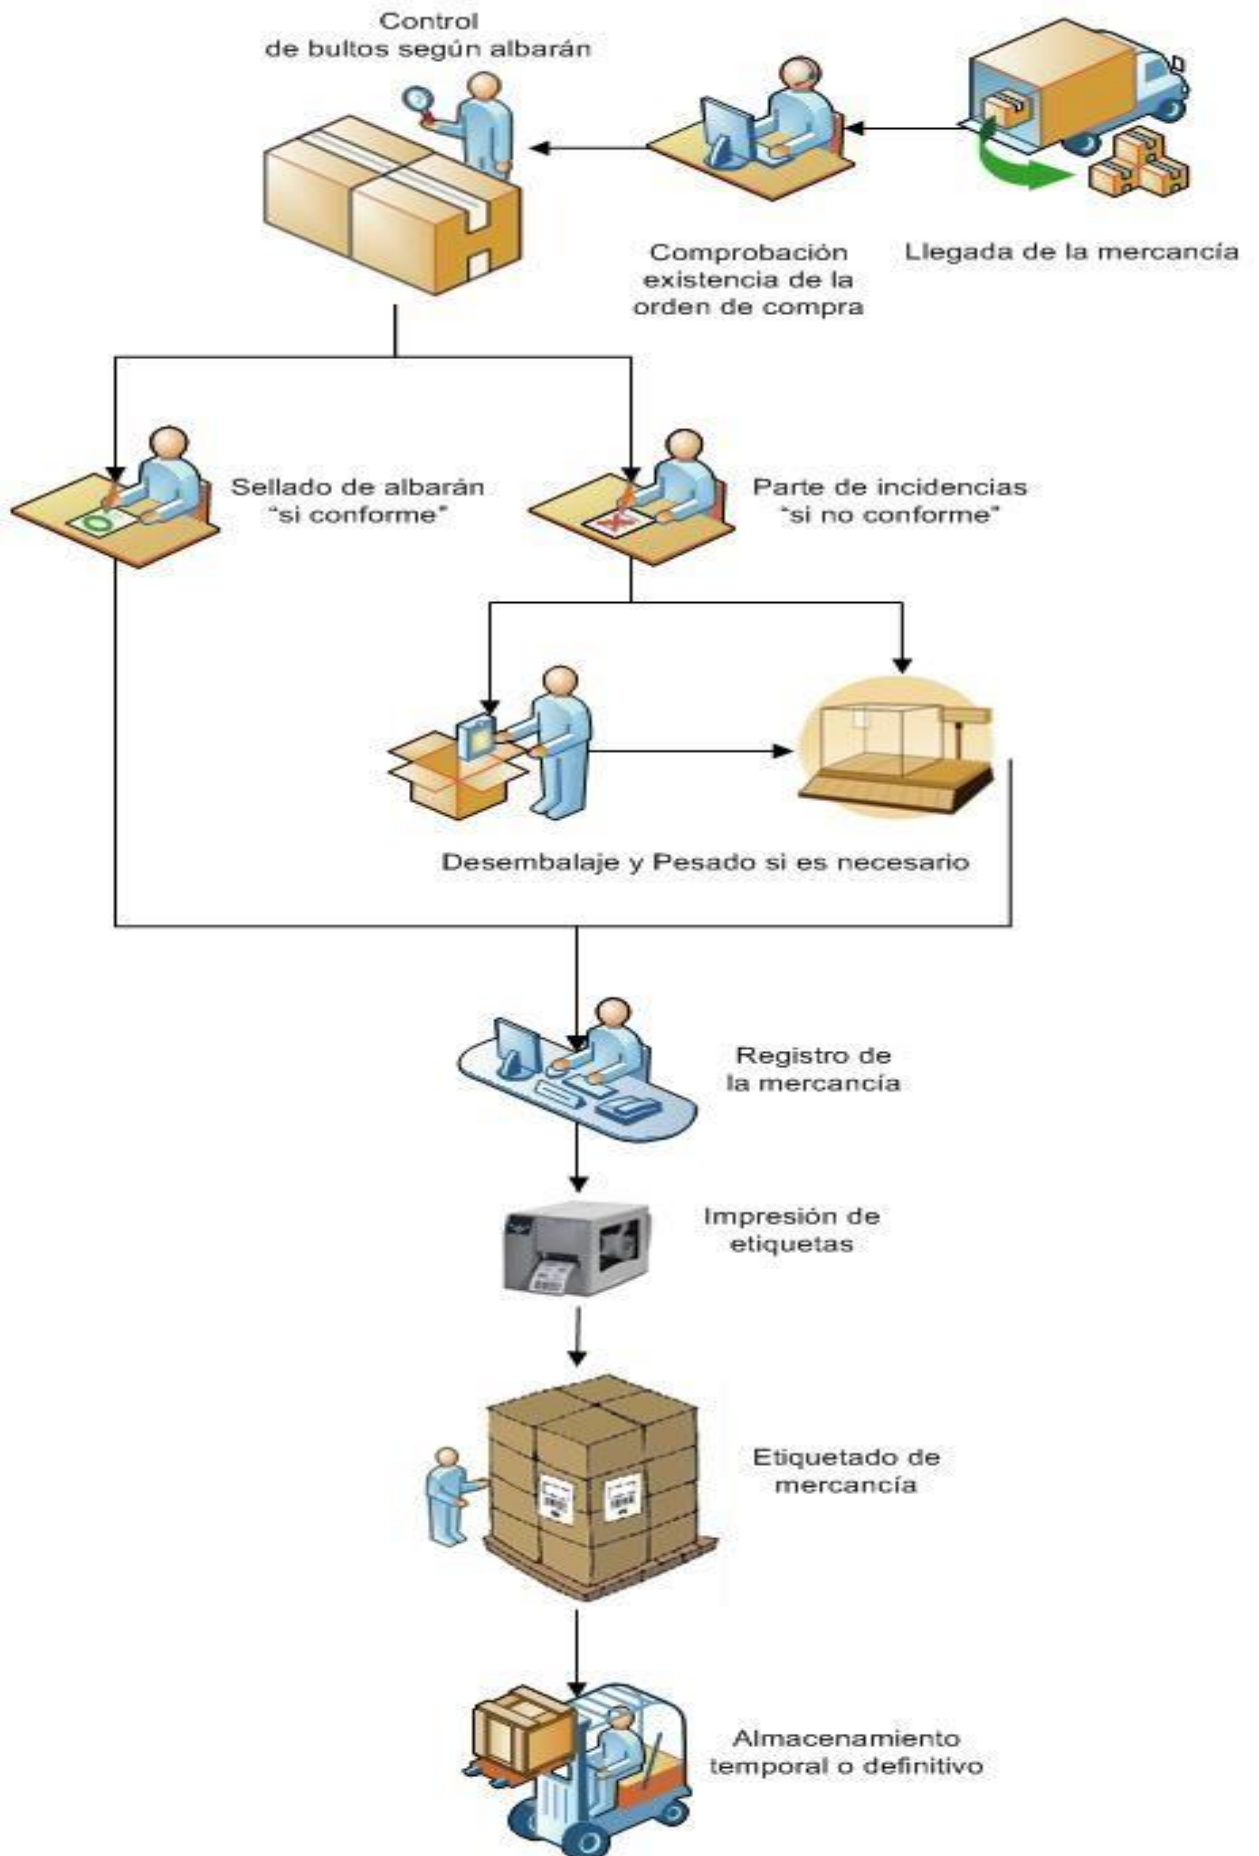 Control
de bultos según albarán
Comprobación
existencia de la
orden de compra
Llegada de la mercancía
Sellado de albarán
“si conforme”
Parte de incidencias
“si no conforme”
Desembalaje y Pesado si es necesario
Registro de
la mercancía
Impresión de
etiquetas
Etiquetado de
mercancía
Almacenamiento
temporal o definitivo